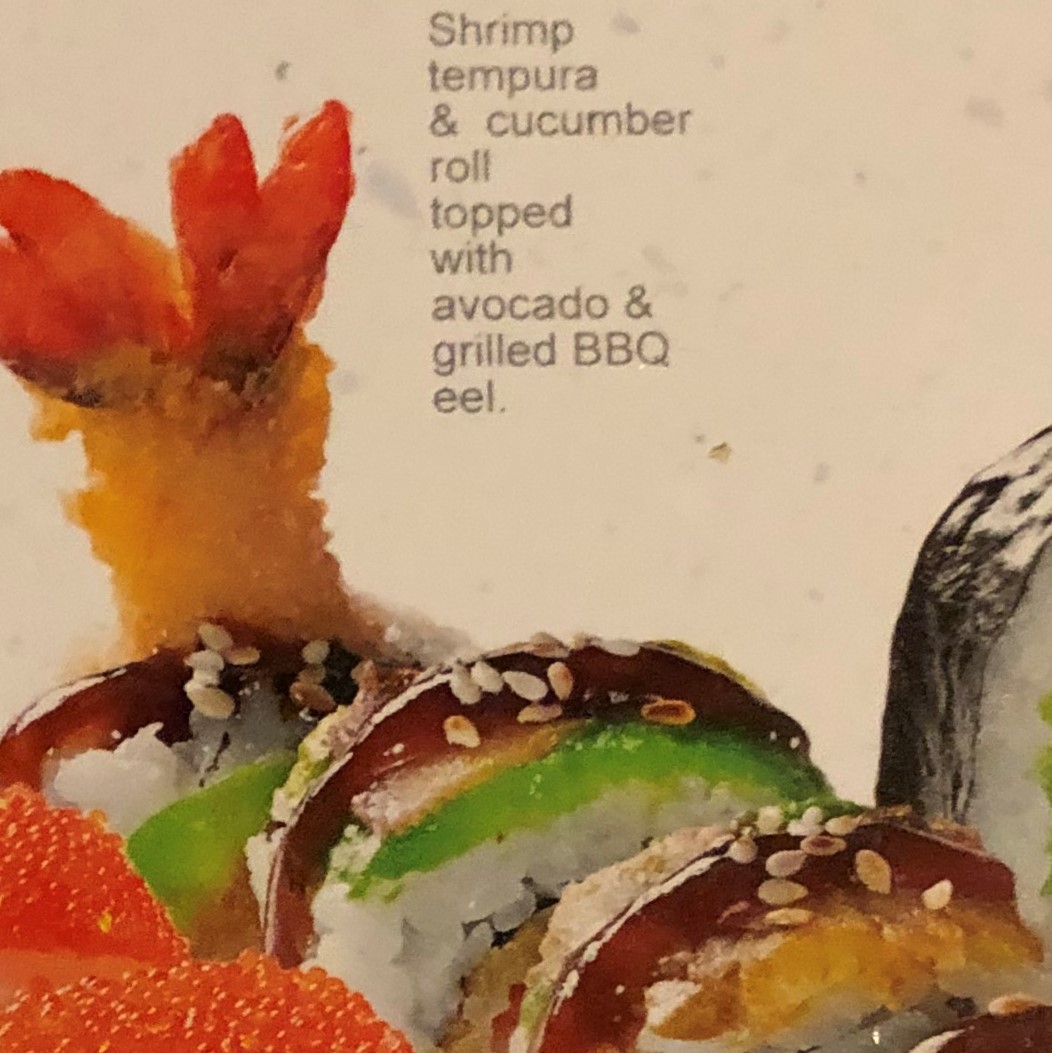 Shrimp
tempura
& cucumber
roll
topped
with
avocado &
grilled BBQ
eel.